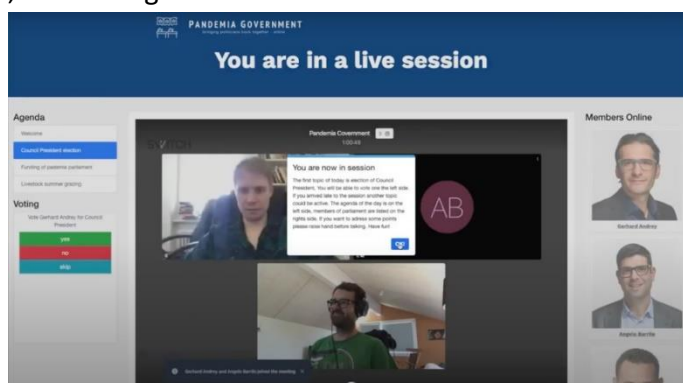 PANDEMIA GOVERNMENT
You are in a live session
Agenda
Welcome
Council President election
Funding of pandemia parliament
Livestock summer grazing
Voting
Vote Gerhard Andrey for Council
President
yes
no
skip
SWITCH
Pandemia Government
1:00:49
You are now in session
The first topic of today is election of Council
President. You will be able to vote one the left side.
If you arrived late to the session another topic
could be active. The agenda of the day is on the
left side, members of parliament are listed on the
rights side. If you want to adress some points
please raise hand before talking. Have fun!
AB
Gerhard Andrey and Angelo Barrile joined the meeting
Members Online
Gerhard Andrey
Angelo Barrile